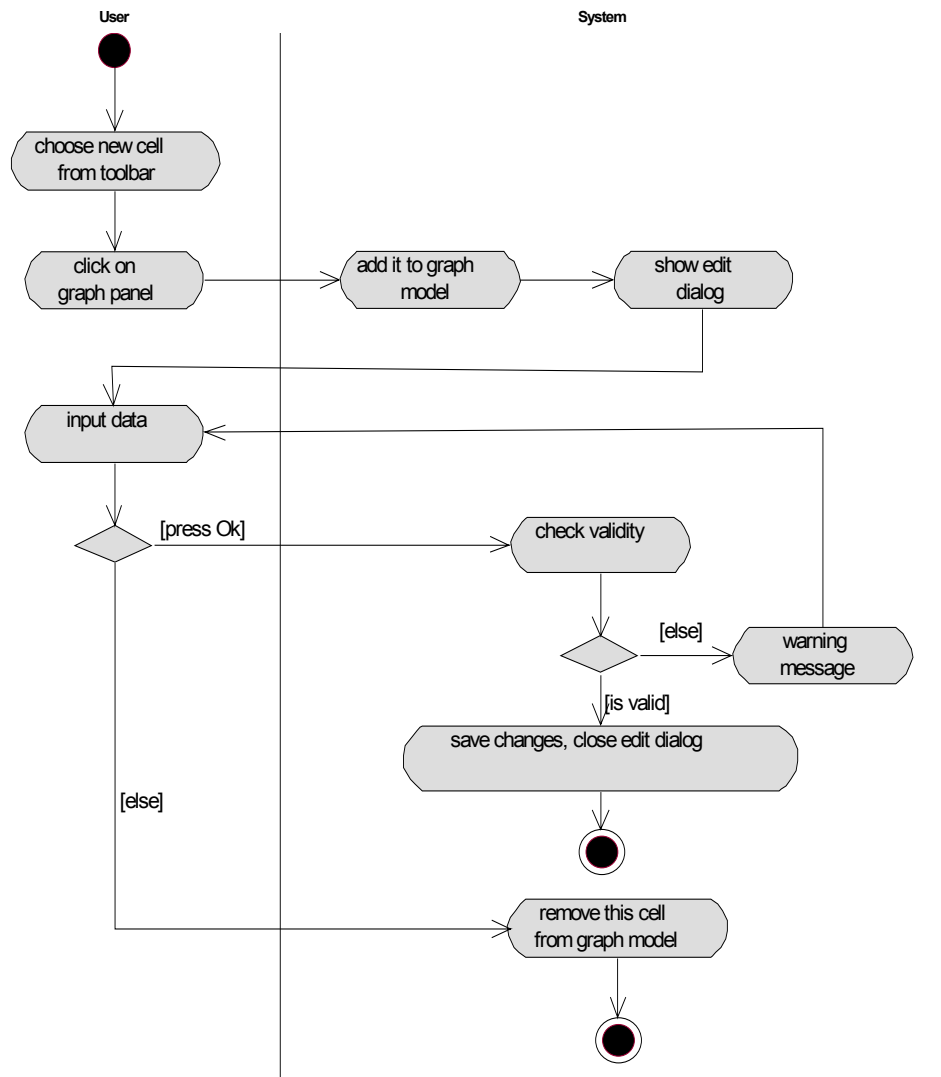 User
System
choose new cell
from toolbar
click on
graph panel
add it to graph
model
show edit
dialog
input data
[press Ok]
check validity
[else]
warning
message
[is valid]
save changes, close edit dialog
[else]
remove this cell
from graph model